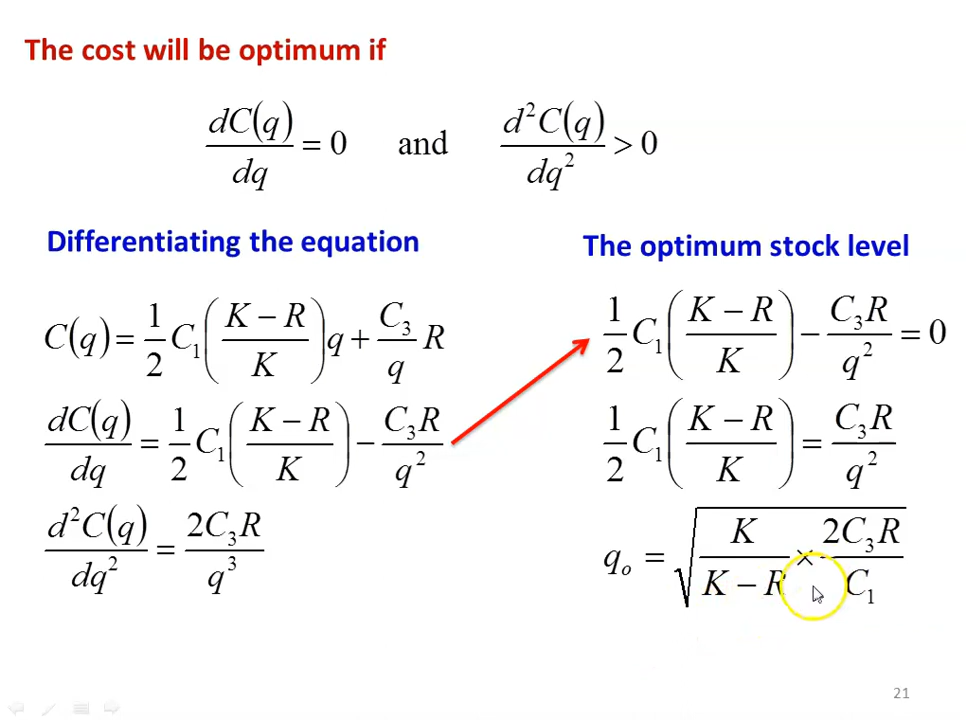 The cost will be optimum if
dC(q)/dq = 0 and d²C(q)/dq² > 0
Differentiating the equation
C(q) = 1/2 C₁((K − R)/K) q + C₃/q R
dC(q)/dq = 1/2 C₁((K − R)/K) − C₃R/q²
d²C(q)/dq² = 2C₃R/q³
The optimum stock level
1/2 C₁((K − R)/K) − C₃R/q² = 0
1/2 C₁((K − R)/K) = C₃R/q²
qₒ = √(K/(K − R) × 2C₃R/C₁)
21